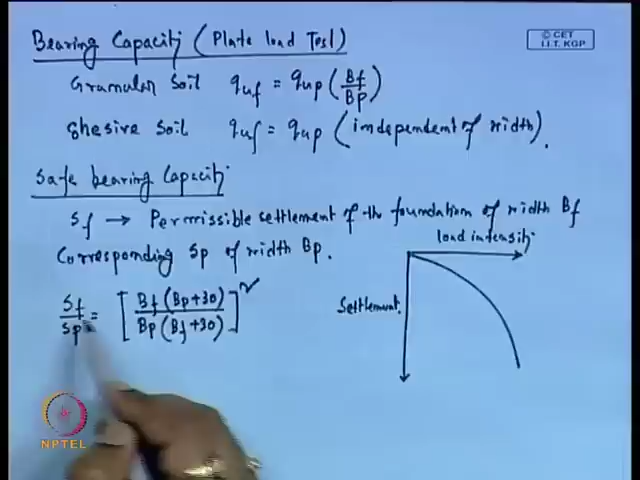 Bearing Capacity (Plate load Test)
© CET
I.I.T. KGP
Granular Soil quf = qup (Bf/Bp)
Cohesive Soil quf = qup (independent of width).
Safe bearing Capacity
Sf → Permissible settlement of the foundation of width Bf
Corresponding Sp of width Bp.
load intensity
Settlement
Sf/Sp = [Bf(Bp+30)/Bp(Bf+30)]²
NPTEL